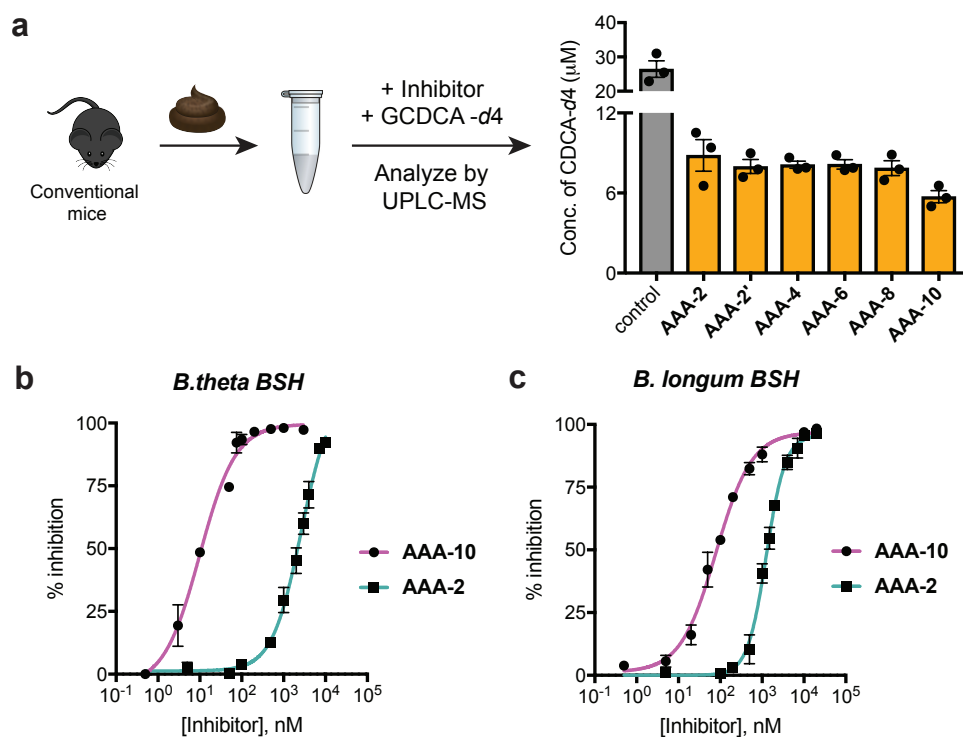 a
Conventional
mice
+ Inhibitor
+ GCDCA-d4
Analyze by
UPLC-MS
Conc. of CDCA-d4 (μM)
30
20
12
6
0
control
AAA-2
AAA-2'
AAA-4
AAA-6
AAA-8
AAA-10
b
B.theta BSH
% inhibition
100
75
50
25
0
10⁻¹ 10⁰ 10¹ 10² 10³ 10⁴ 10⁵
[Inhibitor], nM
AAA-10
AAA-2
c
B. longum BSH
% inhibition
100
75
50
25
0
10⁻¹ 10⁰ 10¹ 10² 10³ 10⁴ 10⁵
[Inhibitor], nM
AAA-10
AAA-2